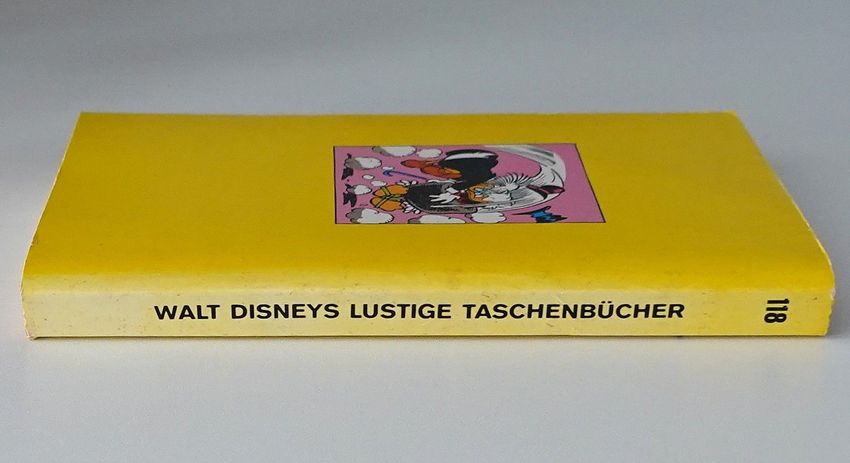 WALT DISNEYS LUSTIGE TASCHENBÜCHER
118